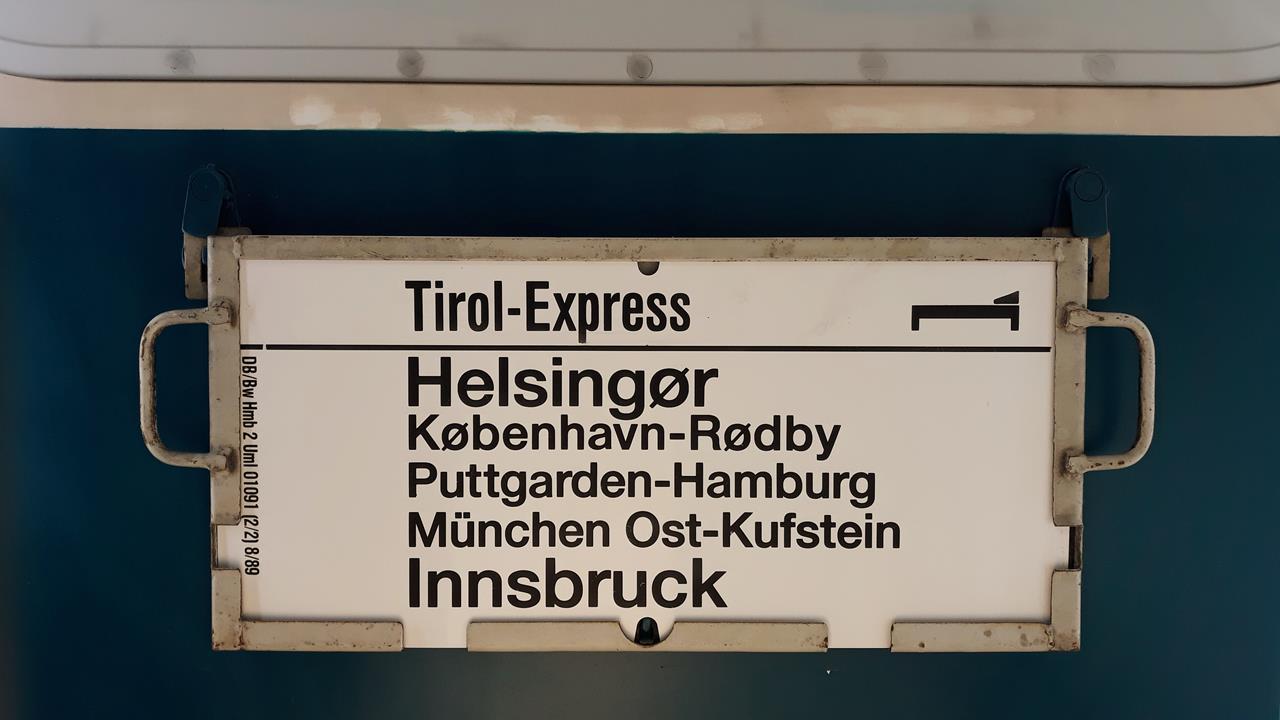 Tirol-Express
Helsingør
København-Rødby
Puttgarden-Hamburg
München Ost-Kufstein
Innsbruck
DB/Bw Hmb 2 Uml 01091 (2/2) 8/89